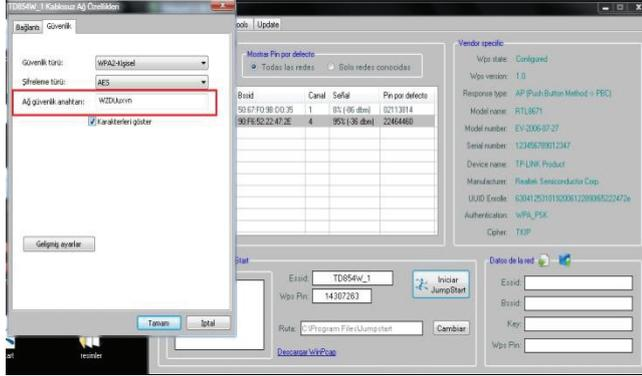 TD854W_1 Kablosuz Ağ Özellikleri
Bağlantı Güvenlik
Güvenlik türü: WPA2-Kişisel
Şifreleme türü: AES
Ağ güvenlik anahtarı:
Karakterleri göster
Gelişmiş ayarlar
Tamam İptal
resimler
Update
Mostrar Pin por defecto
Todas las redes Solo redes conocidas
Bssid Canal Señal Pin por defecto
50:67:F0:9B:D0:35 1 8% (-86 dbm) 02113814
90:F6:52:22:47:2E 4 95% (-36 dbm) 22464460
Vendor specific
Wps state: Configured
Wps version: 1.0
Response type: AP (Push Button Method -> PBC)
Model name: RTL8671
Model number: EV-2006-07-27
Serial number: 123456789012347
Device name: TP-LINK Product
Manufacturer: Realtek Semiconductor Corp.
UUID Enrolle:
Authentication: WPA_PSK
Cipher: TKIP
Start
Essid: TD854W_1
Wps Pin: 14307263
Iniciar
JumpStart
Ruta: C:\Program Files\Jumpstart Cambiar
Descargar WinPcap
Datos de la red
Essid:
Bssid:
Key:
Wps Pin: